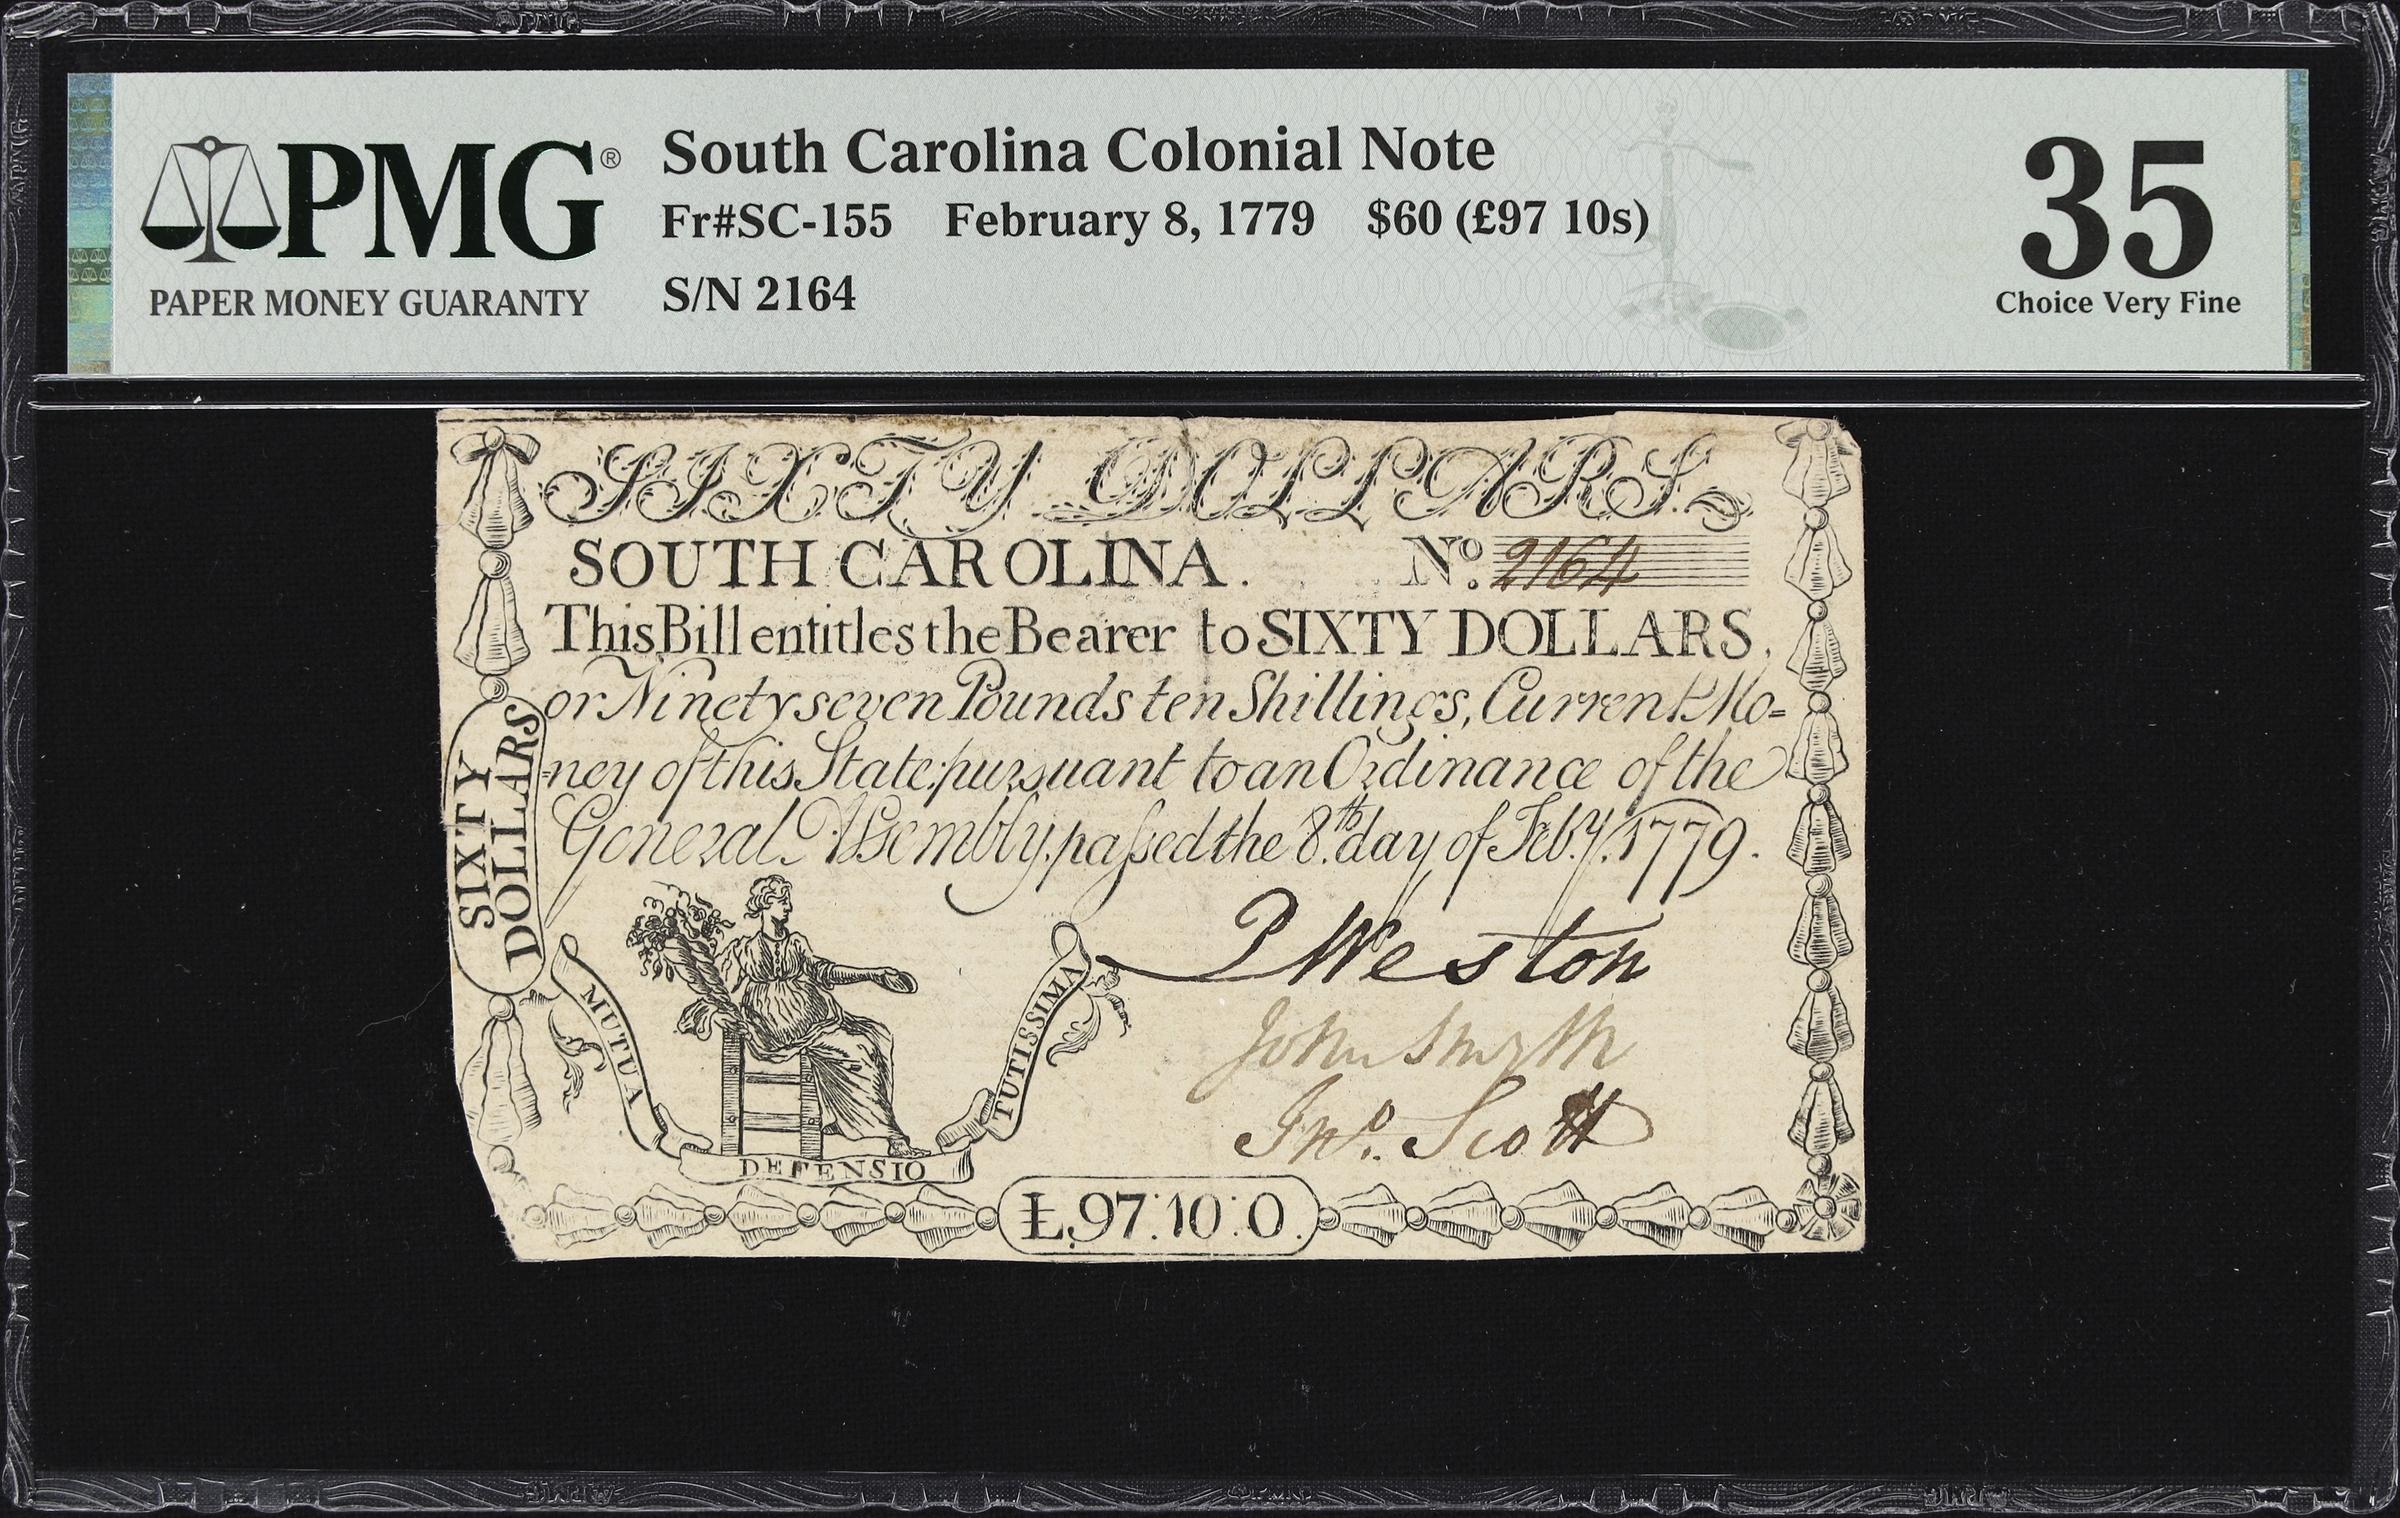 PMG®
PAPER MONEY GUARANTY
South Carolina Colonial Note
Fr#SC-155 February 8, 1779 $60 (£97 10s)
S/N 2164
35
Choice Very Fine
SIXTY DOLLARS.
SOUTH CAROLINA. No. 2164
This Bill entitles the Bearer to SIXTY DOLLARS,
or Ninety seven Pounds ten Shillings, Current Mo=
ney of this State; pursuant to an Ordinance of the
General Assembly, passed the 8th. day of Feby. 1779.
SIXTY
DOLLARS
MUTUA
DEFENSIO
TUTISSIMA
P Weston
John Smyth
Jno. Scott
£.97:10:0.